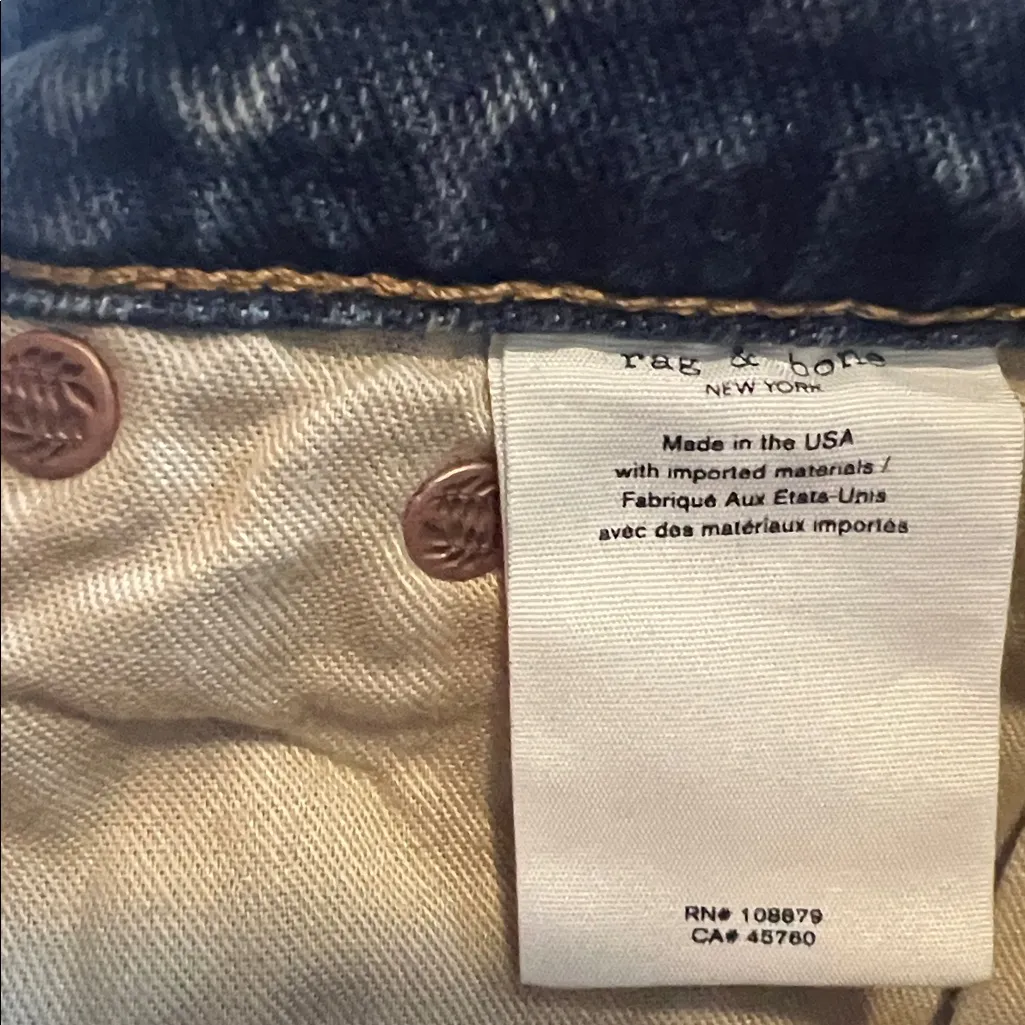 rag & bone
NEW YORK
Made in the USA
with imported materials /
Fabriqué Aux Etats-Unis
avèc des matériaux importés
RN# 108679
CA# 45760